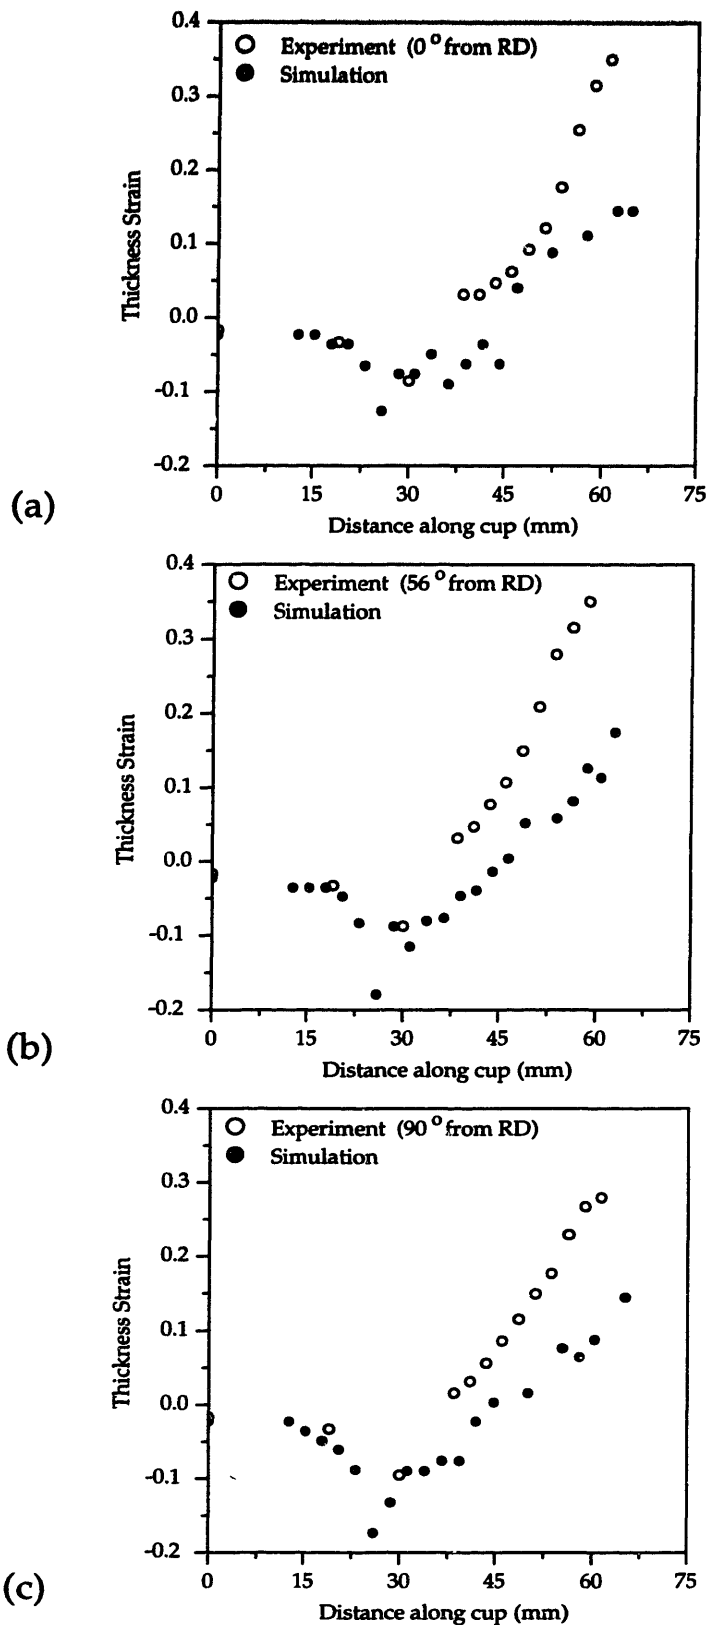 0.4
Experiment (0 ° from RD)
Simulation
0.3
0.2
0.1
0.0
-0.1
-0.2
Thickness Strain
0 15 30 45 60 75
Distance along cup (mm)
(a)
0.4
Experiment (56 ° from RD)
Simulation
0.3
0.2
0.1
0.0
-0.1
-0.2
Thickness Strain
0 15 30 45 60 75
Distance along cup (mm)
(b)
0.4
Experiment (90 ° from RD)
Simulation
0.3
0.2
0.1
0.0
-0.1
-0.2
Thickness Strain
0 15 30 45 60 75
Distance along cup (mm)
(c)